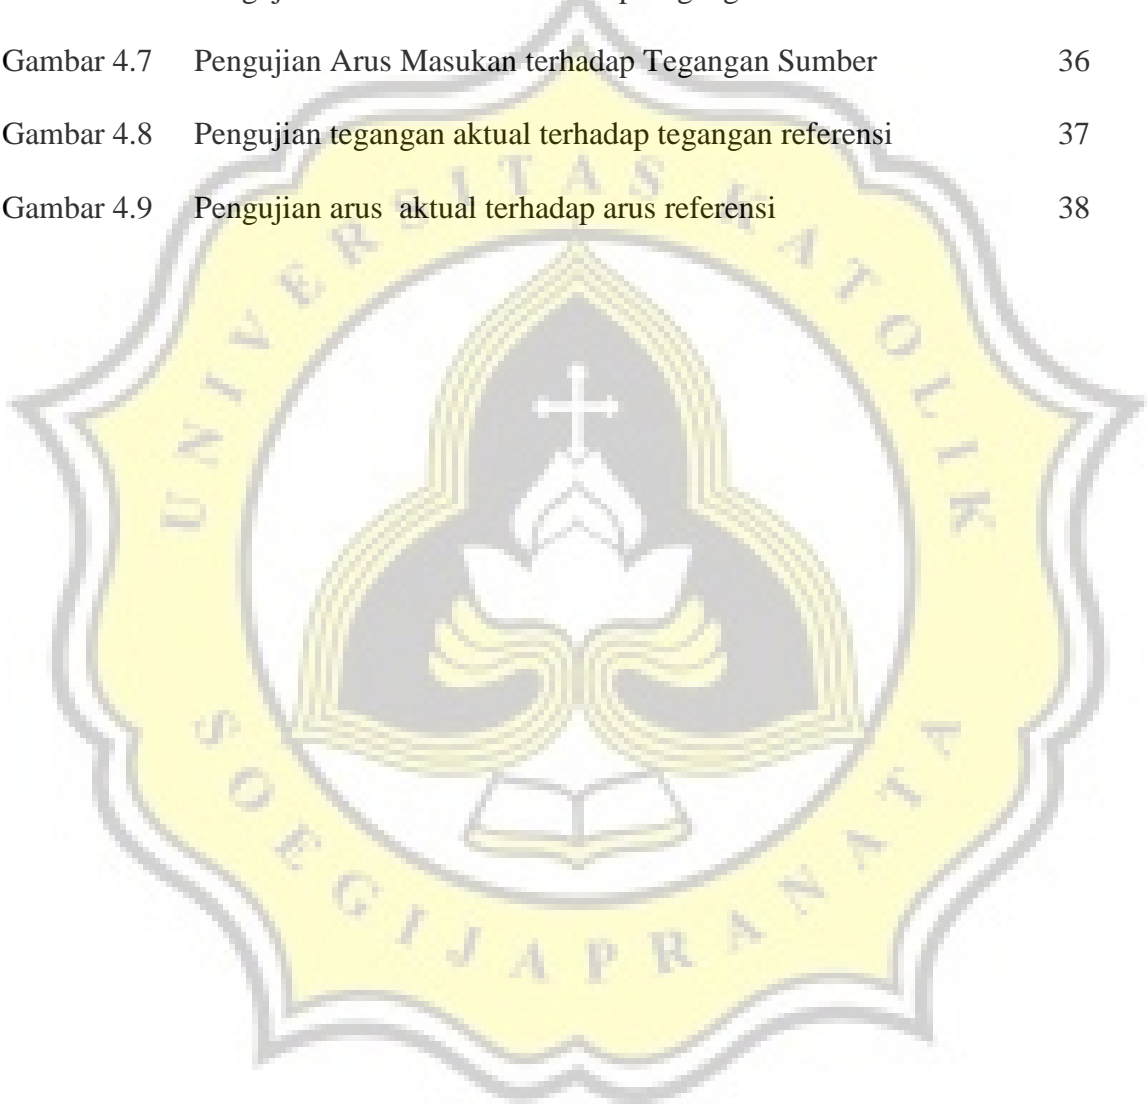 Gambar 4.7 Pengujian Arus Masukan terhadap Tegangan Sumber 36
Gambar 4.8 Pengujian tegangan aktual terhadap tegangan referensi 37
Gambar 4.9 Pengujian arus aktual terhadap arus referensi 38
UNIVERSITAS KATOLIK
SOEGIJAPRANATA